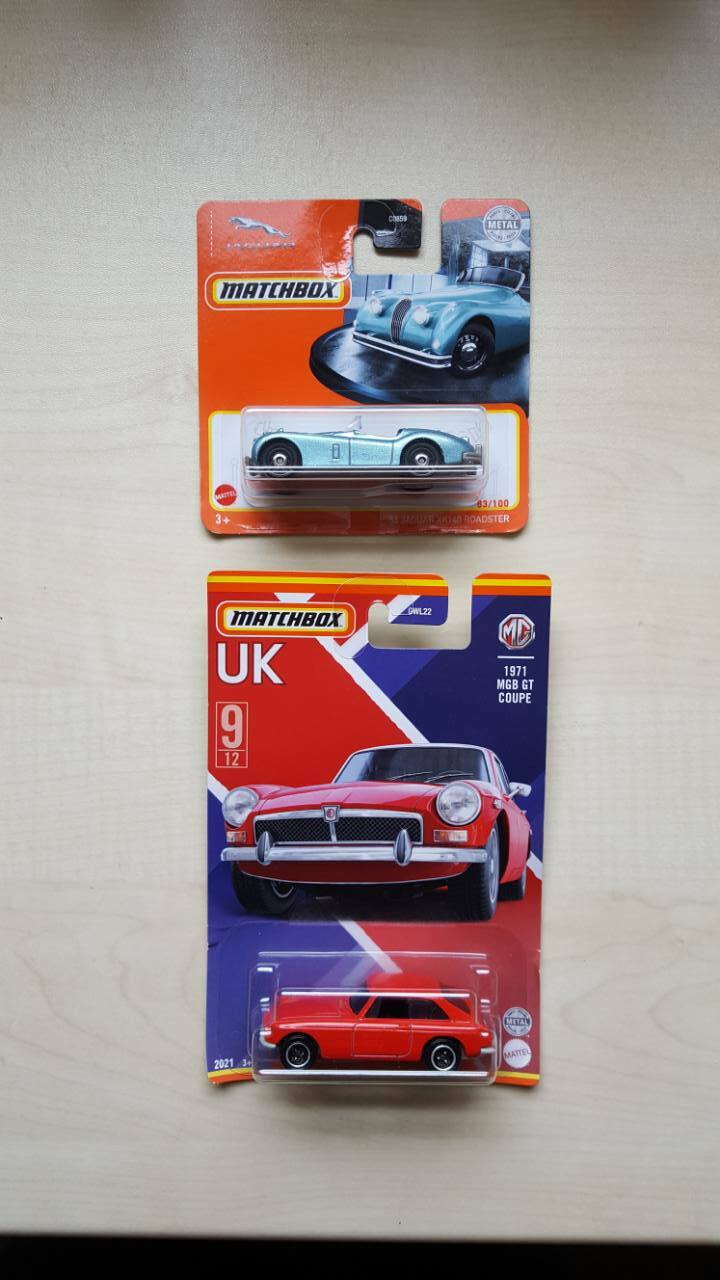 JAGUAR
C0859
METAL
MATCHBOX
MATTEL
3+
83/100
JAGUAR XK140 ROADSTER
MATCHBOX
GWL22
UK
MG
1971
MGB GT
COUPE
9
12
METAL
2021 3+
MATTEL